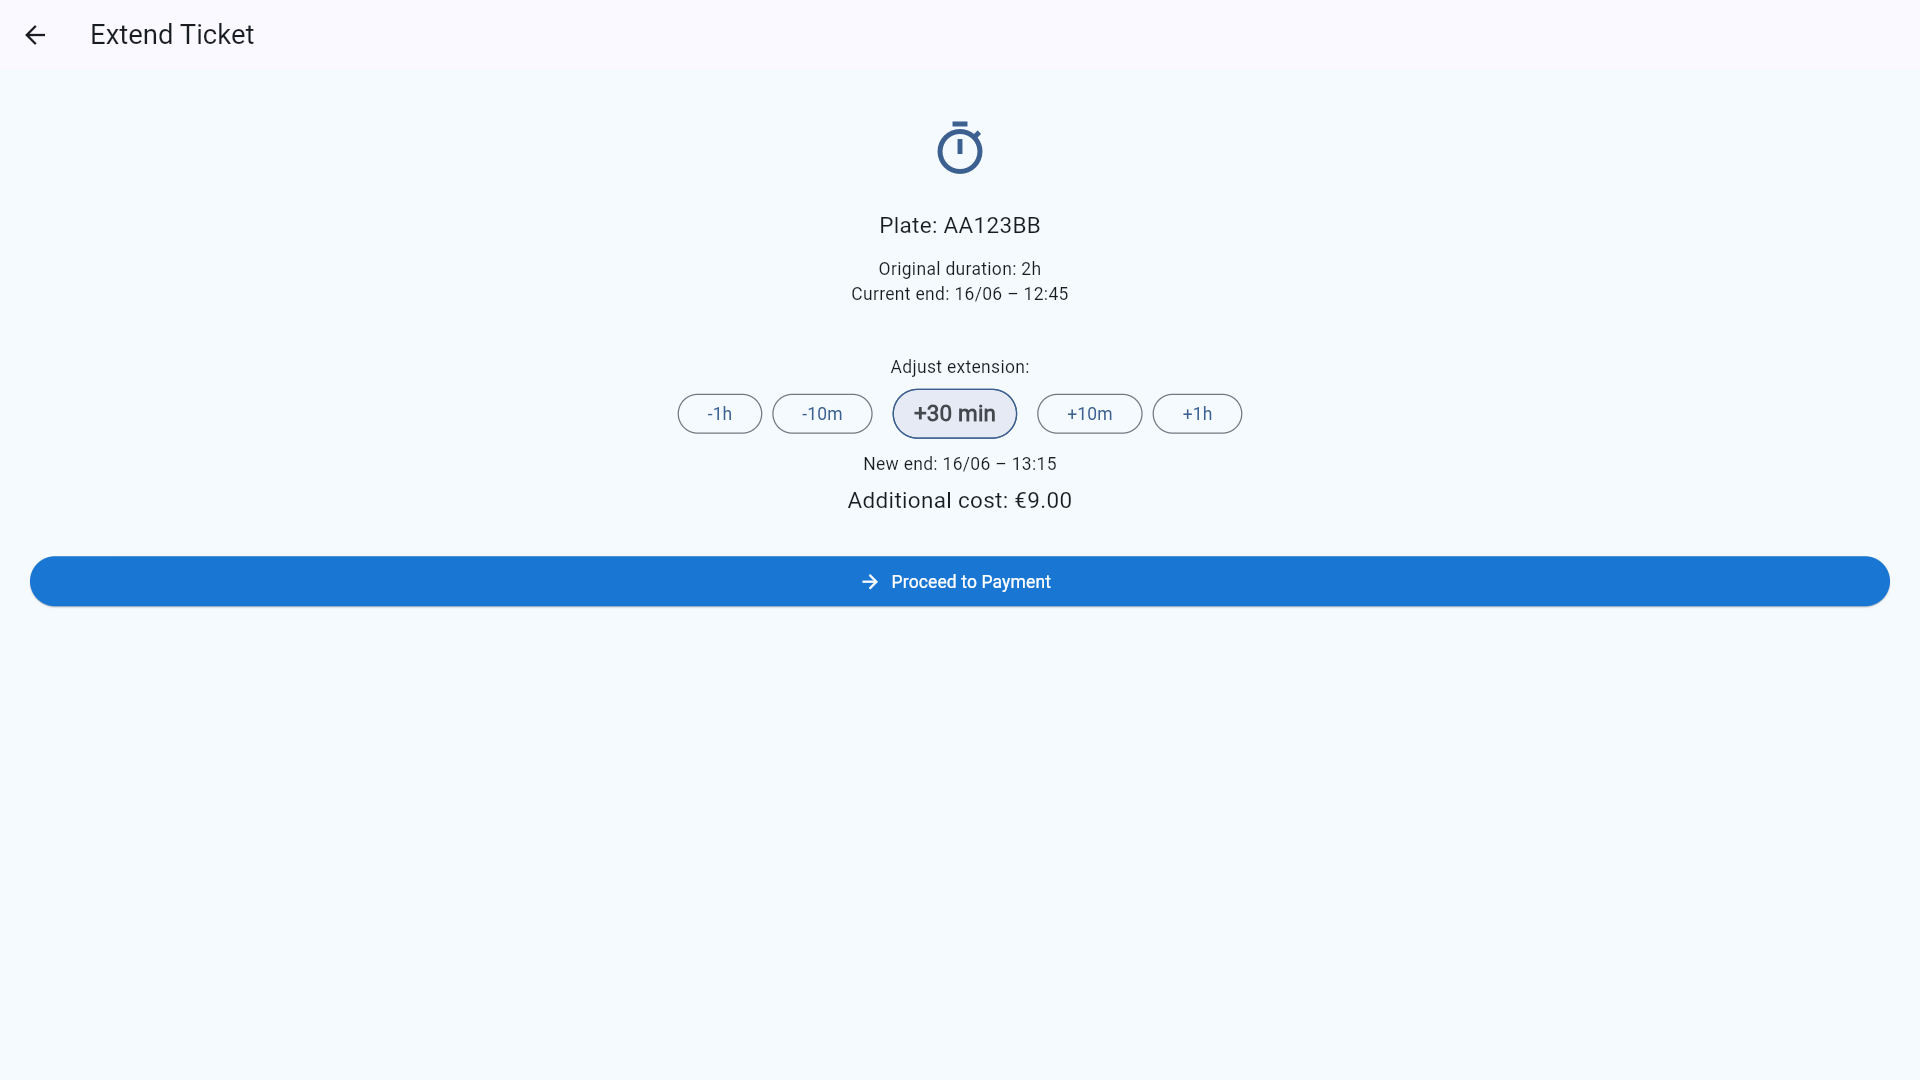 Extend Ticket
Plate: AA123BB
Original duration: 2h
Current end: 16/06 – 12:45
Adjust extension:
-1h -10m +30 min +10m +1h
New end: 16/06 – 13:15
Additional cost: €9.00
Proceed to Payment